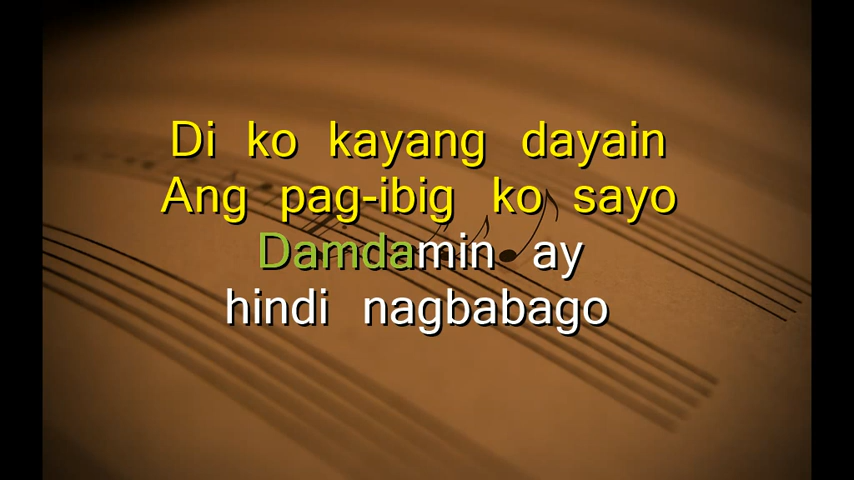 Di ko kayang dayain
Ang pag-ibig ko sayo
Damdamin ay
hindi nagbabago